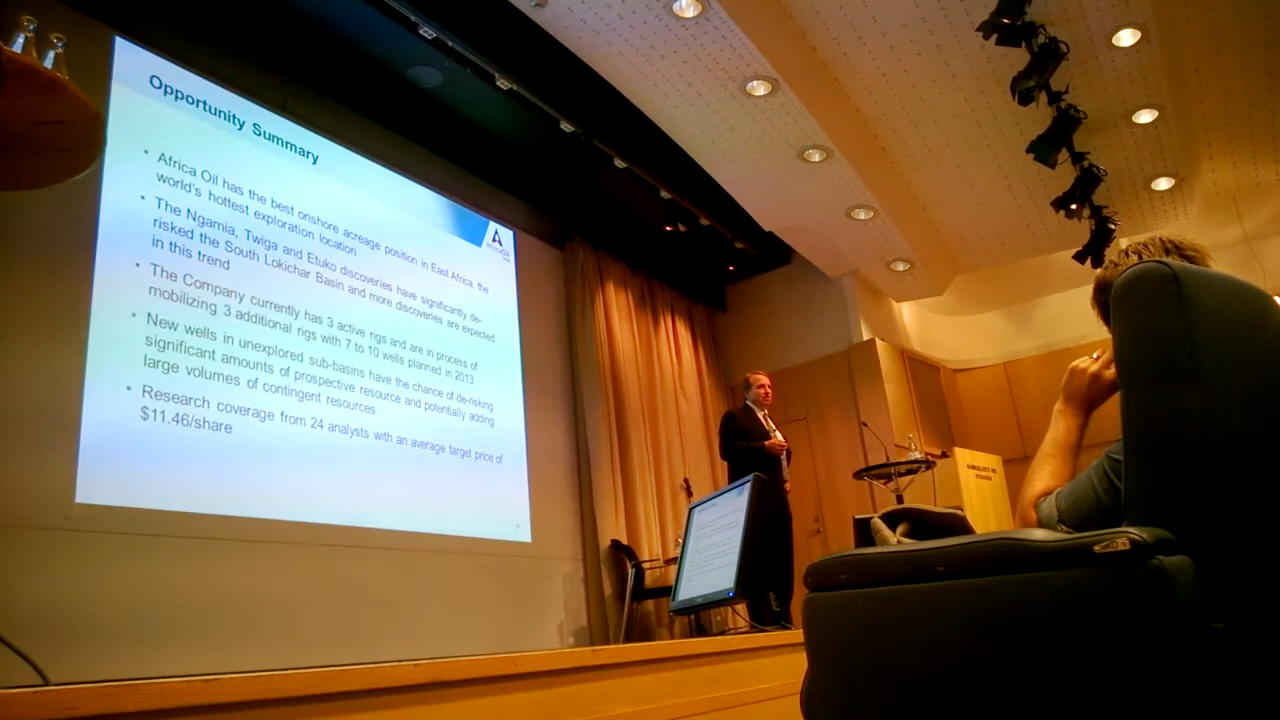 Opportunity Summary
• Africa Oil has the best onshore acreage position in East Africa, the
world's hottest exploration location
• The Ngamia, Twiga and Etuko discoveries have significantly de-
risked the South Lokichar Basin and more discoveries are expected
in this trend
• The Company currently has 3 active rigs and are in process of
mobilizing 3 additional rigs with 7 to 10 wells planned in 2013
• New wells in unexplored sub-basins have the chance of de-risking
significant amounts of prospective resource and potentially adding
large volumes of contingent resources
• Research coverage from 24 analysts with an average target price of
$11.46/share